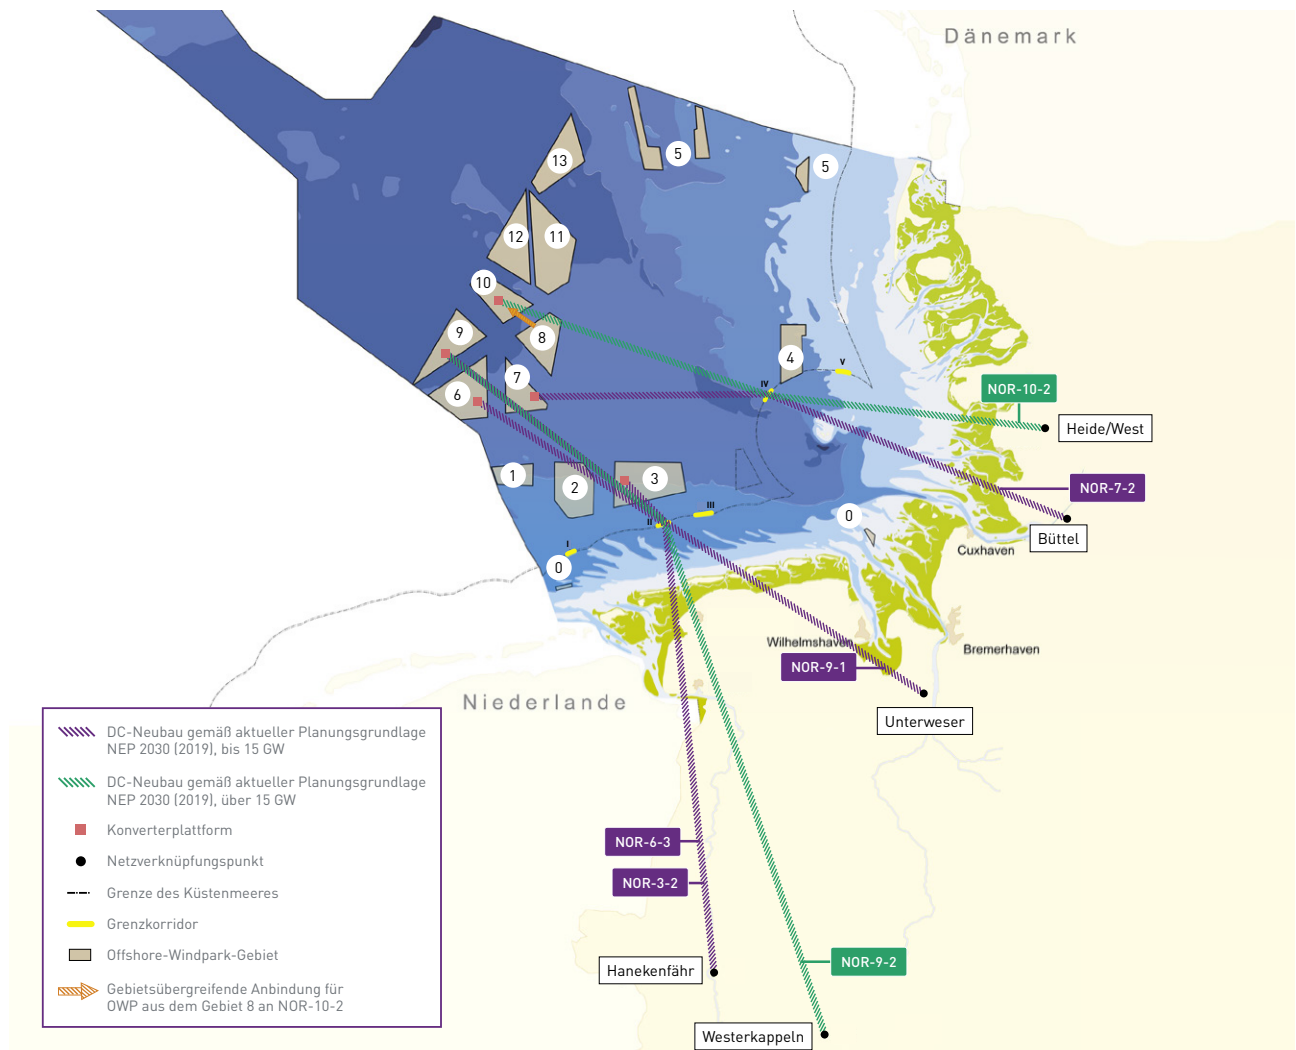 Dänemark
13
5
5
12
11
10
9
8
7
6
4
V
IV
NOR-10-2
Heide/West
1
2
3
NOR-7-2
III
II
I
0
0
Büttel
Cuxhaven
Wilhelmshaven
Bremerhaven
NOR-9-1
Niederlande
Unterweser
DC-Neubau gemäß aktueller Planungsgrundlage
NEP 2030 (2019), bis 15 GW
DC-Neubau gemäß aktueller Planungsgrundlage
NEP 2030 (2019), über 15 GW
Konverterplattform
Netzverknüpfungspunkt
Grenze des Küstenmeeres
Grenzkorridor
Offshore-Windpark-Gebiet
Gebietsübergreifende Anbindung für
OWP aus dem Gebiet 8 an NOR-10-2
NOR-6-3
NOR-3-2
NOR-9-2
Hanekenfähr
Westerkappeln